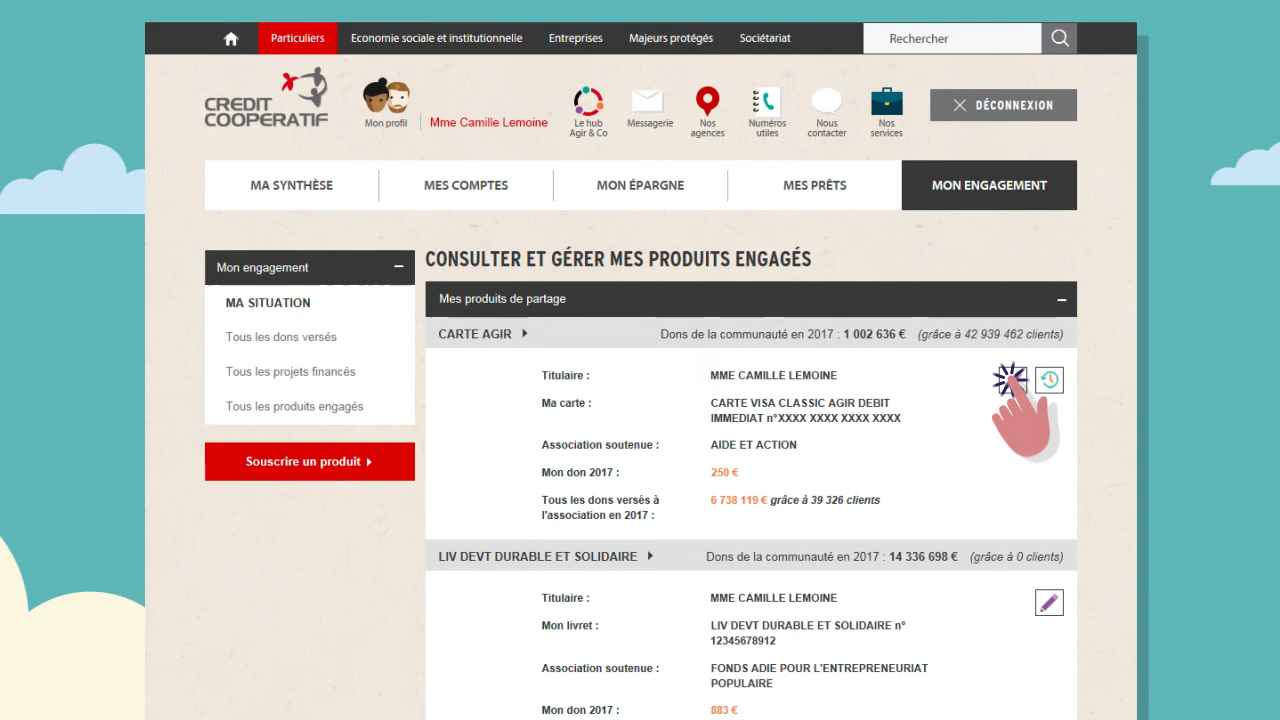 Particuliers Economie sociale et institutionnelle Entreprises Majeurs protégés Sociétariat Rechercher
CREDIT
COOPERATIF
Mon profil
Mme Camille Lemoine
Le hub
Agir & Co
Messagerie
Nos
agences
Numéros
utiles
Nous
contacter
Nos
services
DÉCONNEXION
MA SYNTHÈSE MES COMPTES MON ÉPARGNE MES PRÊTS MON ENGAGEMENT
Mon engagement
MA SITUATION
Tous les dons versés
Tous les projets financés
Tous les produits engagés
Souscrire un produit
CONSULTER ET GÉRER MES PRODUITS ENGAGÉS
Mes produits de partage
CARTE AGIR Dons de la communauté en 2017 : 1 002 636 € (grâce à 42 939 462 clients)
Titulaire : MME CAMILLE LEMOINE
Ma carte : CARTE VISA CLASSIC AGIR DEBIT
IMMEDIAT n°XXXX XXXX XXXX XXXX
Association soutenue : AIDE ET ACTION
Mon don 2017 : 250 €
Tous les dons versés à 6 738 119 € grâce à 39 326 clients
l'association en 2017 :
LIV DEVT DURABLE ET SOLIDAIRE Dons de la communauté en 2017 : 14 336 698 € (grâce à 0 clients)
Titulaire : MME CAMILLE LEMOINE
Mon livret : LIV DEVT DURABLE ET SOLIDAIRE n°
12345678912
Association soutenue : FONDS ADIE POUR L'ENTREPRENEURIAT
POPULAIRE
Mon don 2017 : 883 €